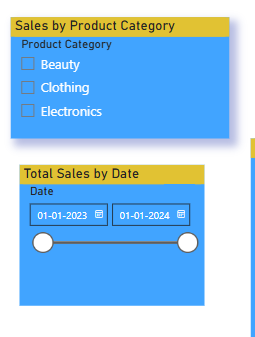 Sales by Product Category
Product Category
Beauty
Clothing
Electronics
Total Sales by Date
Date
01-01-2023 01-01-2024